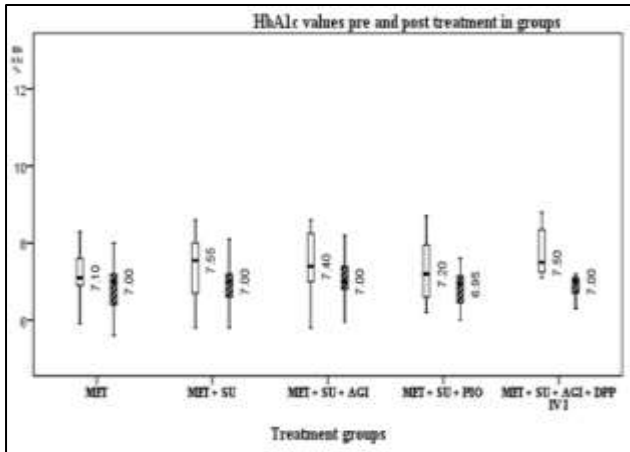 HbA1c values pre and post treatment in groups
12
10
8
6
7.10
7.00
7.55
7.00
7.40
7.00
7.20
6.95
7.50
7.00
MET
MET + SU
MET + SU + AGI
MET + SU + PIO
MET + SU + AGI + DPP
IV I
Treatment groups